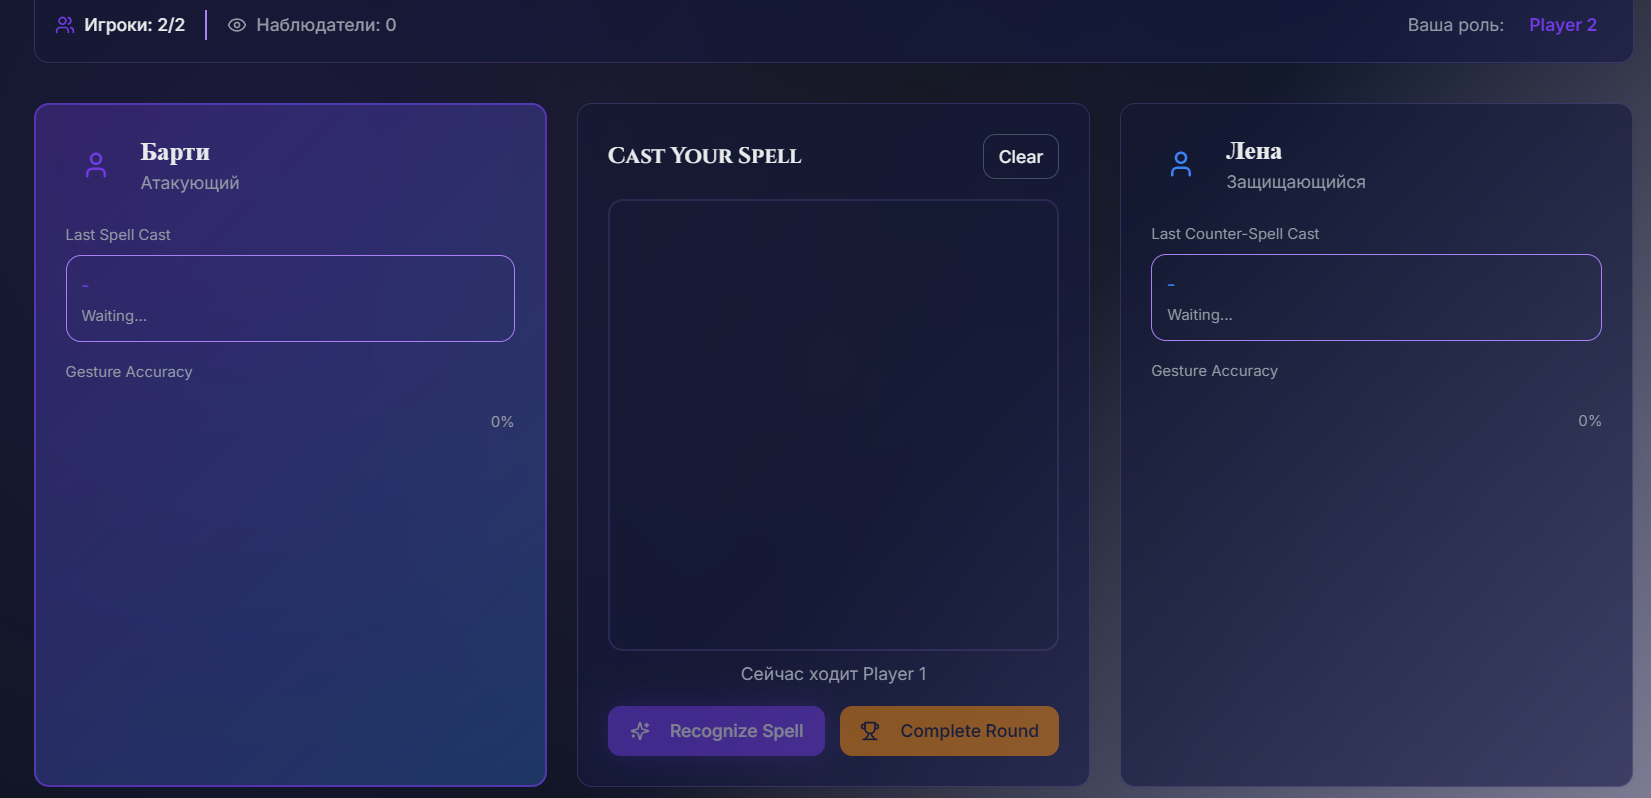 Игроки: 2/2
Наблюдатели: 0
Ваша роль: Player 2
Барти
Атакующий
Last Spell Cast
-
Waiting...
Gesture Accuracy
0%
Cast Your Spell
Clear
Сейчас ходит Player 1
Recognize Spell
Complete Round
Лена
Защищающийся
Last Counter-Spell Cast
-
Waiting...
Gesture Accuracy
0%